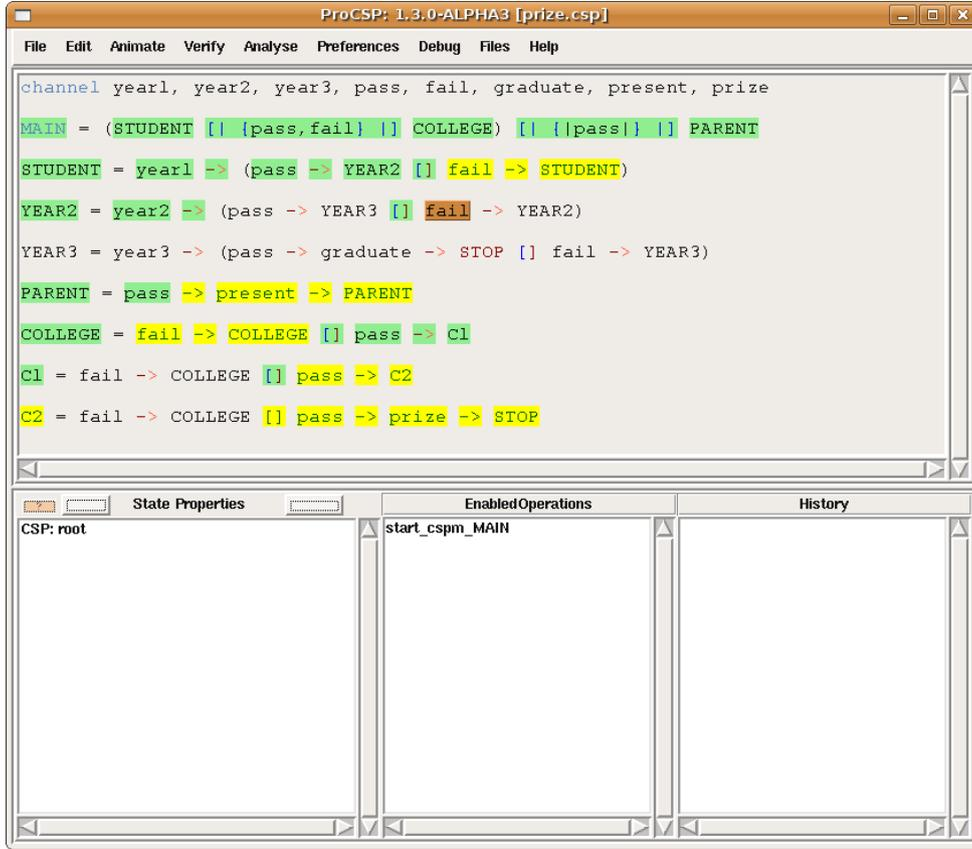 ProCSP: 1.3.0-ALPHA3 [prize.csp]
File Edit Animate Verify Analyse Preferences Debug Files Help
channel year1, year2, year3, pass, fail, graduate, present, prize
MAIN = (STUDENT [| {pass,fail} |] COLLEGE) [| {|pass|} |] PARENT
STUDENT = year1 -> (pass -> YEAR2 [] fail -> STUDENT)
YEAR2 = year2 -> (pass -> YEAR3 [] fail -> YEAR2)
YEAR3 = year3 -> (pass -> graduate -> STOP [] fail -> YEAR3)
PARENT = pass -> present -> PARENT
COLLEGE = fail -> COLLEGE [] pass -> C1
C1 = fail -> COLLEGE [] pass -> C2
C2 = fail -> COLLEGE [] pass -> prize -> STOP
? State Properties EnabledOperations History
CSP: root start_cspm_MAIN